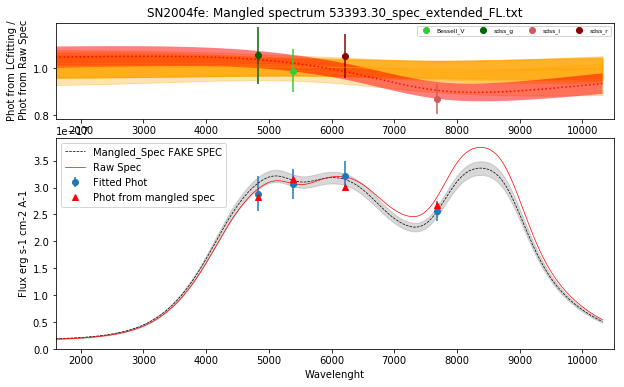 SN2004fe: Mangled spectrum 53393.30_spec_extended_FL.txt
Phot from LCfitting /
Phot from Raw Spec
1.0
0.8
Bessell_V
sdss_g
sdss_i
sdss_r
2000 3000 4000 5000 6000 7000 8000 9000 10000
Flux erg s-1 cm-2 A-1
3.5
3.0
2.5
2.0
1.5
1.0
0.5
0.0
Mangled_Spec FAKE SPEC
Raw Spec
Fitted Phot
Phot from mangled spec
2000 3000 4000 5000 6000 7000 8000 9000 10000
Wavelenght